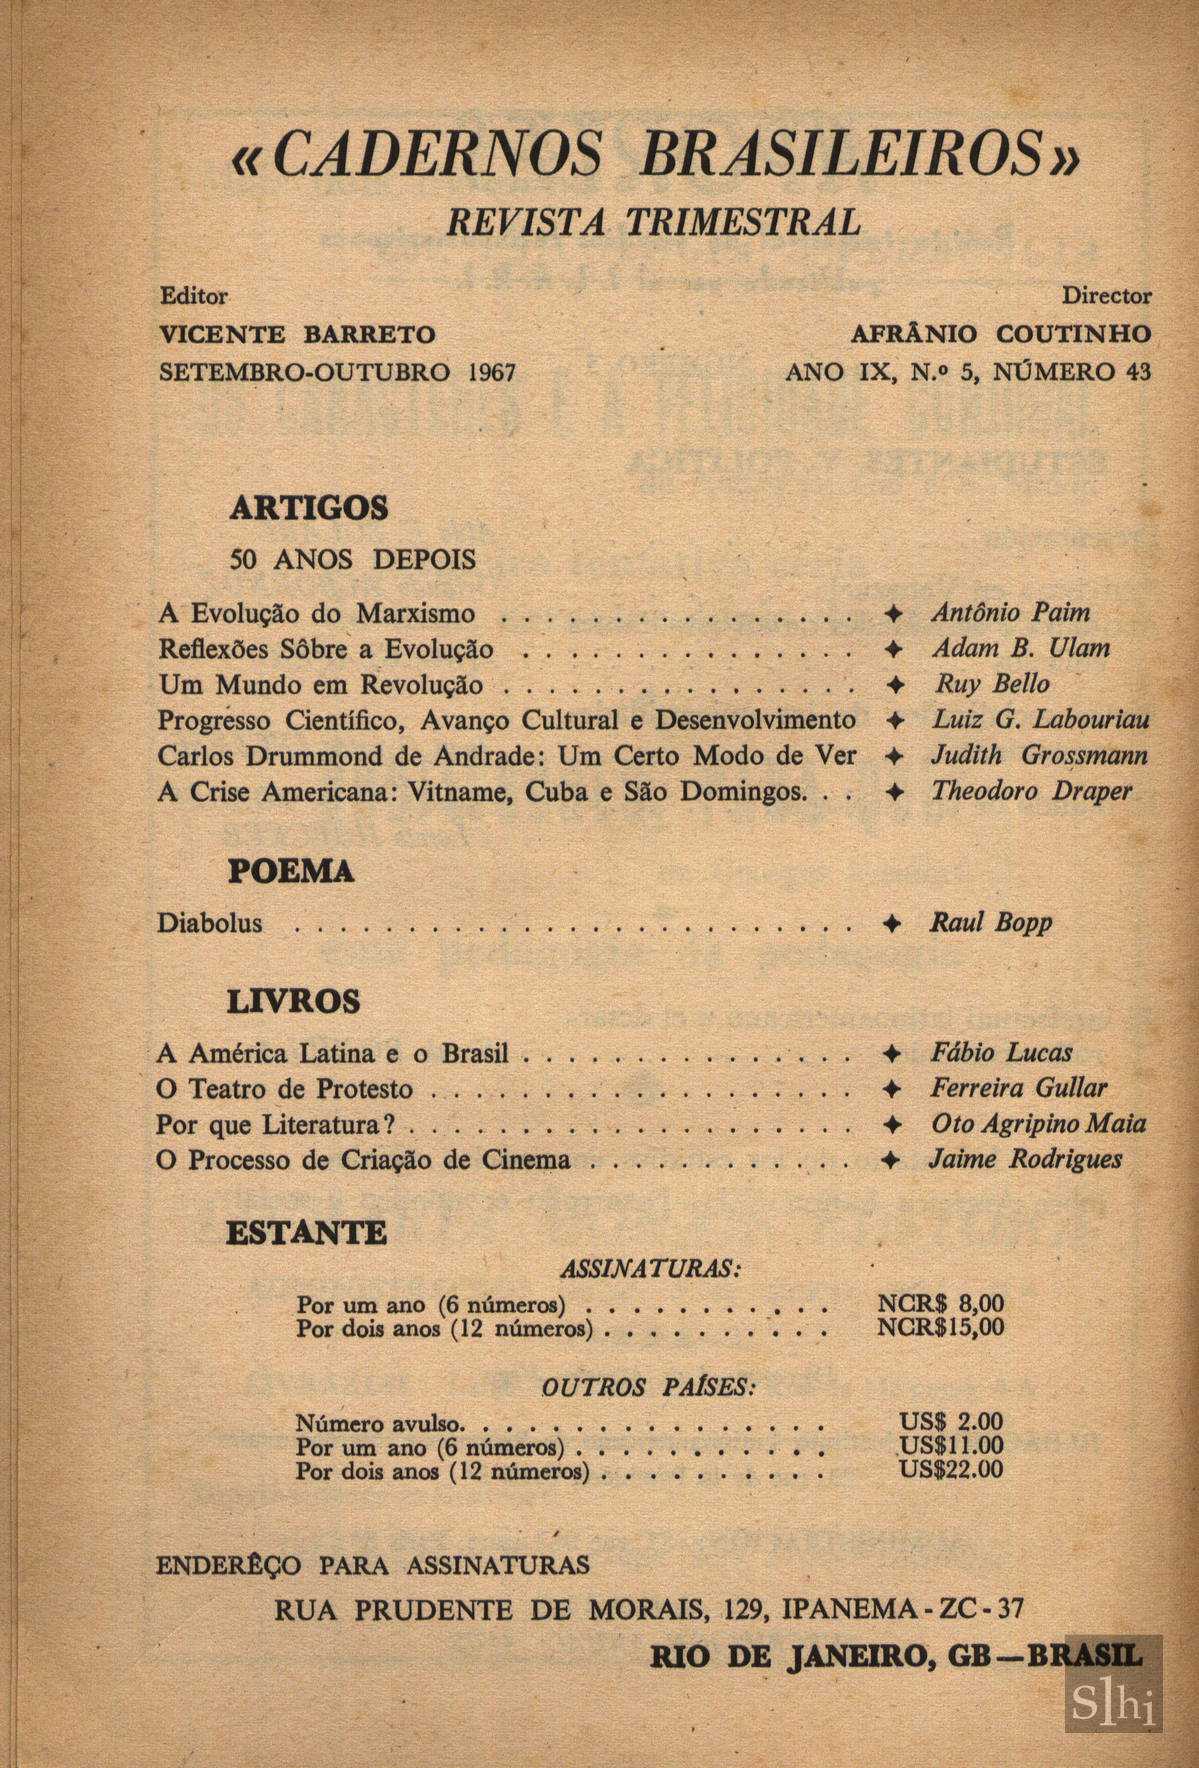 «CADERNOS BRASILEIROS»
REVISTA TRIMESTRAL
Editor Director
VICENTE BARRETO AFRÂNIO COUTINHO
SETEMBRO-OUTUBRO 1967 ANO IX, N.º 5, NÚMERO 43
ARTIGOS
50 ANOS DEPOIS
A Evolução do Marxismo . . . . . . . . . . . . . . . . ✦ Antônio Paim
Reflexões Sôbre a Evolução . . . . . . . . . . . . . . . ✦ Adam B. Ulam
Um Mundo em Revolução . . . . . . . . . . . . . . . . ✦ Ruy Bello
Progresso Científico, Avanço Cultural e Desenvolvimento ✦ Luiz G. Labouriau
Carlos Drummond de Andrade: Um Certo Modo de Ver ✦ Judith Grossmann
A Crise Americana: Vitname, Cuba e São Domingos. . . ✦ Theodoro Draper
POEMA
Diabolus . . . . . . . . . . . . . . . . . . . . . . . . . ✦ Raul Bopp
LIVROS
A América Latina e o Brasil . . . . . . . . . . . . . . . ✦ Fábio Lucas
O Teatro de Protesto . . . . . . . . . . . . . . . . . . . ✦ Ferreira Gullar
Por que Literatura? . . . . . . . . . . . . . . . . . . . . ✦ Oto Agripino Maia
O Processo de Criação de Cinema . . . . . . . . . . . . ✦ Jaime Rodrigues
ESTANTE
ASSINATURAS:
Por um ano (6 números) . . . . . . . . . . . NCR$ 8,00
Por dois anos (12 números) . . . . . . . . . . NCR$15,00
OUTROS PAÍSES:
Número avulso. . . . . . . . . . . . . . . . . US$ 2.00
Por um ano (6 números) . . . . . . . . . . . US$11.00
Por dois anos (12 números) . . . . . . . . . . US$22.00
ENDERÊÇO PARA ASSINATURAS
RUA PRUDENTE DE MORAIS, 129, IPANEMA - ZC - 37
RIO DE JANEIRO, GB—BRASIL
Slhi